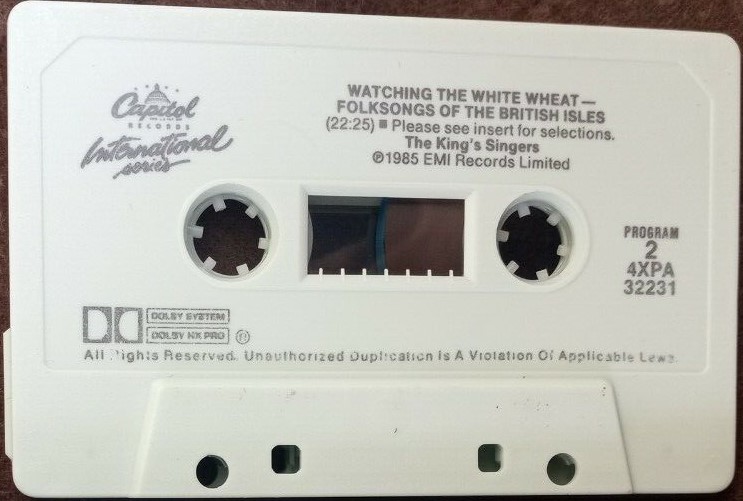 Capitol
RECORDS
International
series
WATCHING THE WHITE WHEAT—
FOLKSONGS OF THE BRITISH ISLES
(22:25) ■ Please see insert for selections.
The King's Singers
℗1985 EMI Records Limited
PROGRAM
2
4XPA
32231
DOLBY SYSTEM
DOLBY HX PRO
All Rights Reserved. Unauthorized Duplication Is A Violation Of Applicable Laws.